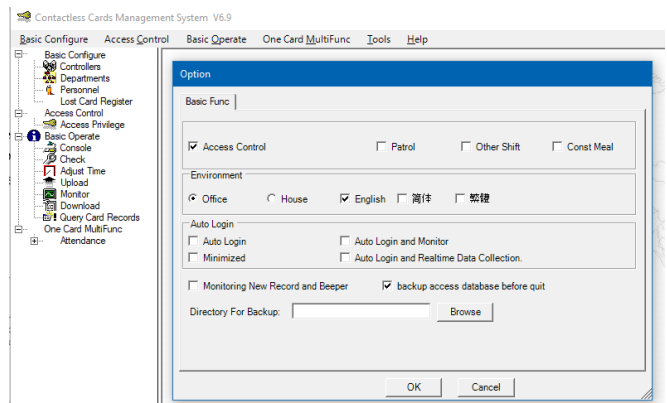 Contactless Cards Management System V6.9
Basic Configure Access Control Basic Operate One Card MultiFunc Tools Help
Basic Configure
Controllers
Departments
Personnel
Lost Card Register
Access Control
Access Privilege
Basic Operate
Console
Check
Adjust Time
Upload
Monitor
Download
Query Card Records
One Card MultiFunc
Attendance
Option
Basic Func
Access Control Patrol Other Shift Const Meal
Environment
Office House English 简体
Auto Login
Auto Login Auto Login and Monitor
Minimized Auto Login and Realtime Data Collection.
Monitoring New Record and Beeper backup access database before quit
Directory For Backup: Browse
OK Cancel